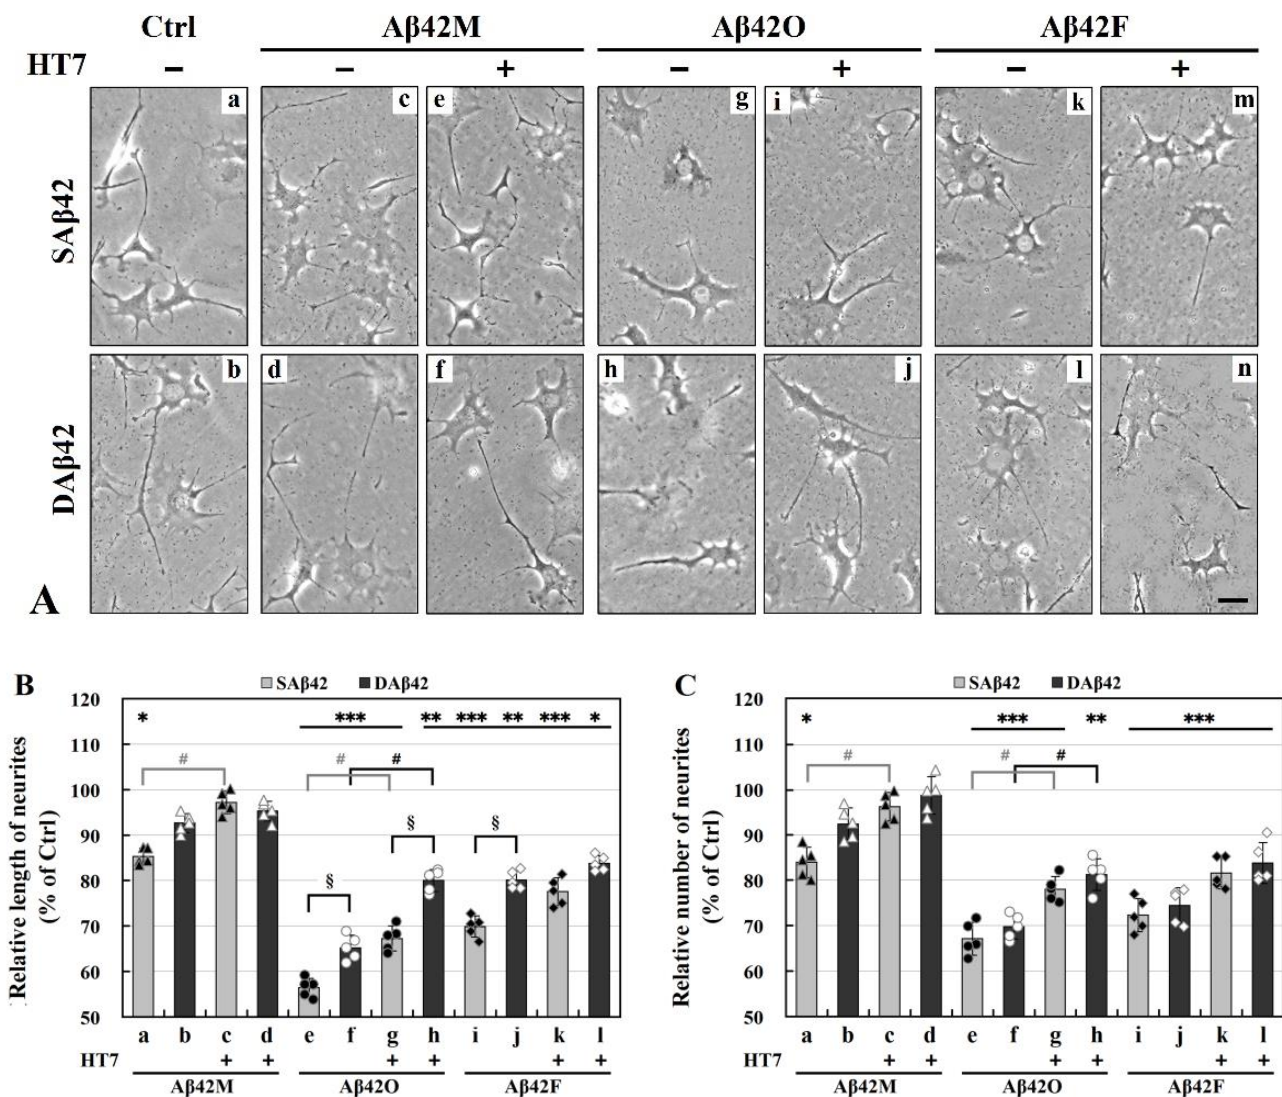 Ctrl Aβ42M Aβ42O Aβ42F
HT7 − − + − + − +
SAβ42
a c e g i k m
DAβ42
b d f h j l n
A
B
SAβ42 DAβ42
Relative length of neurites
(% of Ctrl)
120
110
100
90
80
70
60
50
* *** ** *** ** *** *
# # #
§ § §
a b c d e f g h i j k l
HT7 + + + + + +
Aβ42M Aβ42O Aβ42F
C
SAβ42 DAβ42
Relative number of neurites
(% of Ctrl)
120
110
100
90
80
70
60
50
* *** ** ***
# # #
a b c d e f g h i j k l
HT7 + + + + + +
Aβ42M Aβ42O Aβ42F